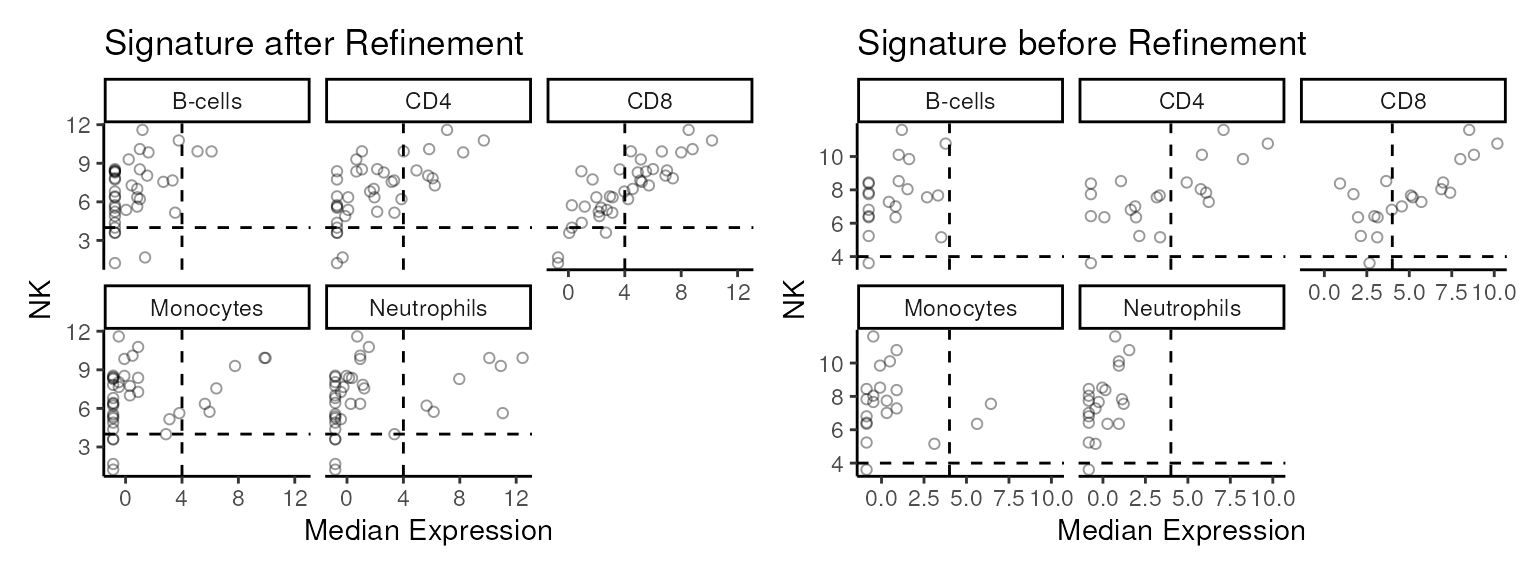 Signature after Refinement
B-cells CD4 CD8
12
9
6
3
0 4 8 12
NK
Monocytes Neutrophils
12
9
6
3
0 4 8 12 0 4 8 12
Median Expression
Signature before Refinement
B-cells CD4 CD8
10
8
6
4
0.0 2.5 5.0 7.5 10.0
NK
Monocytes Neutrophils
10
8
6
4
0.0 2.5 5.0 7.5 10.0 0.0 2.5 5.0 7.5 10.0
Median Expression